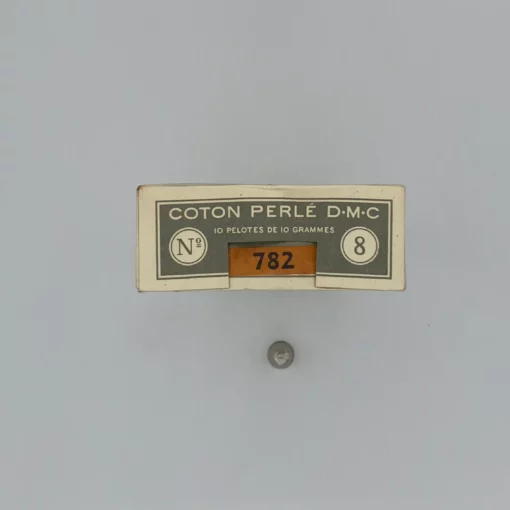 COTON PERLÉ D·M·C
10 PELOTES DE 10 GRAMMES
Nº
782
8